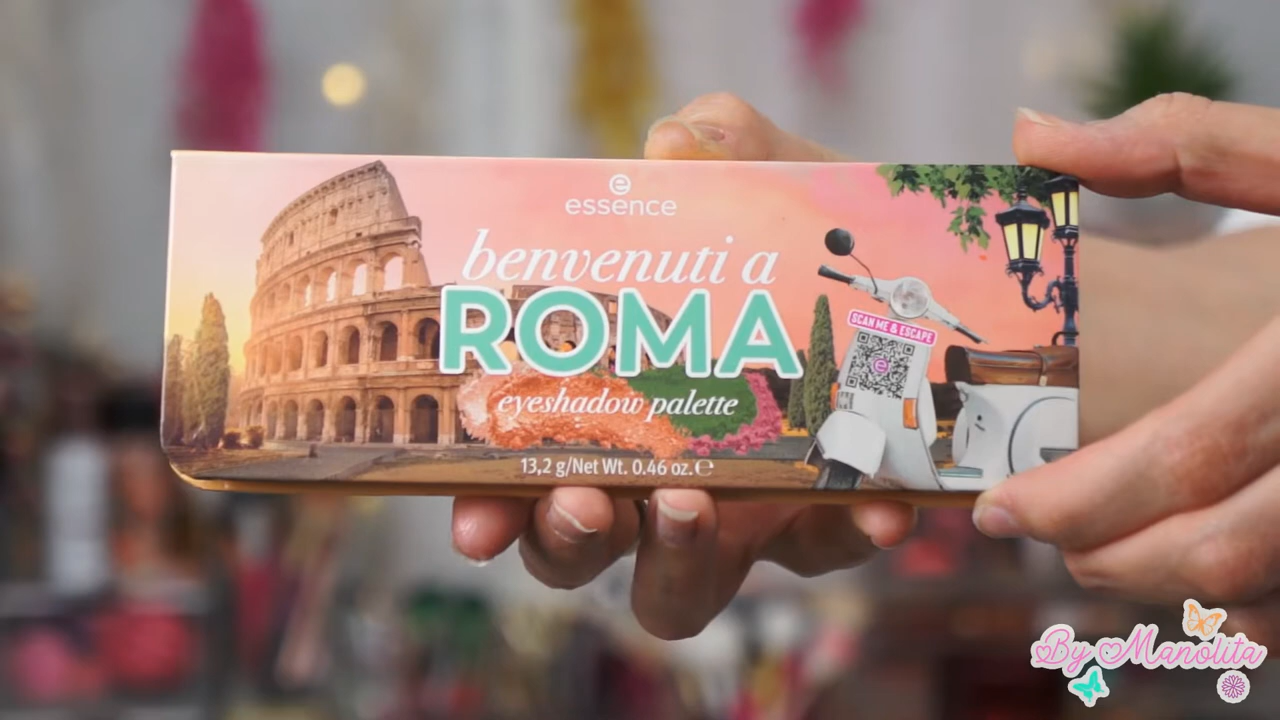 e
essence
benvenuti a
ROMA
eyeshadow palette
13,2 g/Net Wt. 0.46 oz.℮
SCAN ME & ESCAPE
e
By Manolita